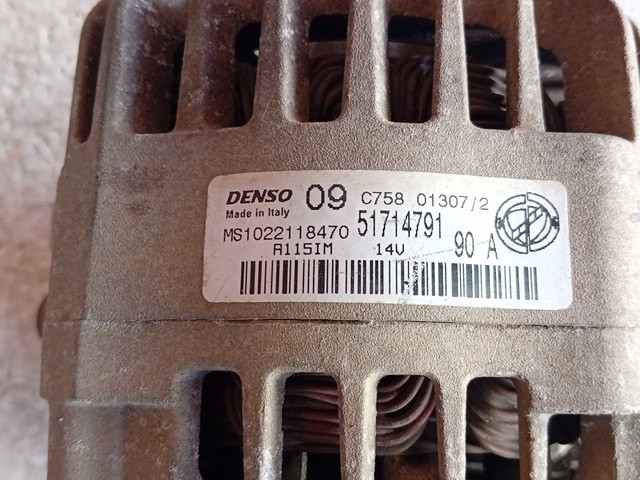 DENSO 09 C758 01307/2
Made in Italy 51714791
MS1022118470 90 A
A115IM 14V